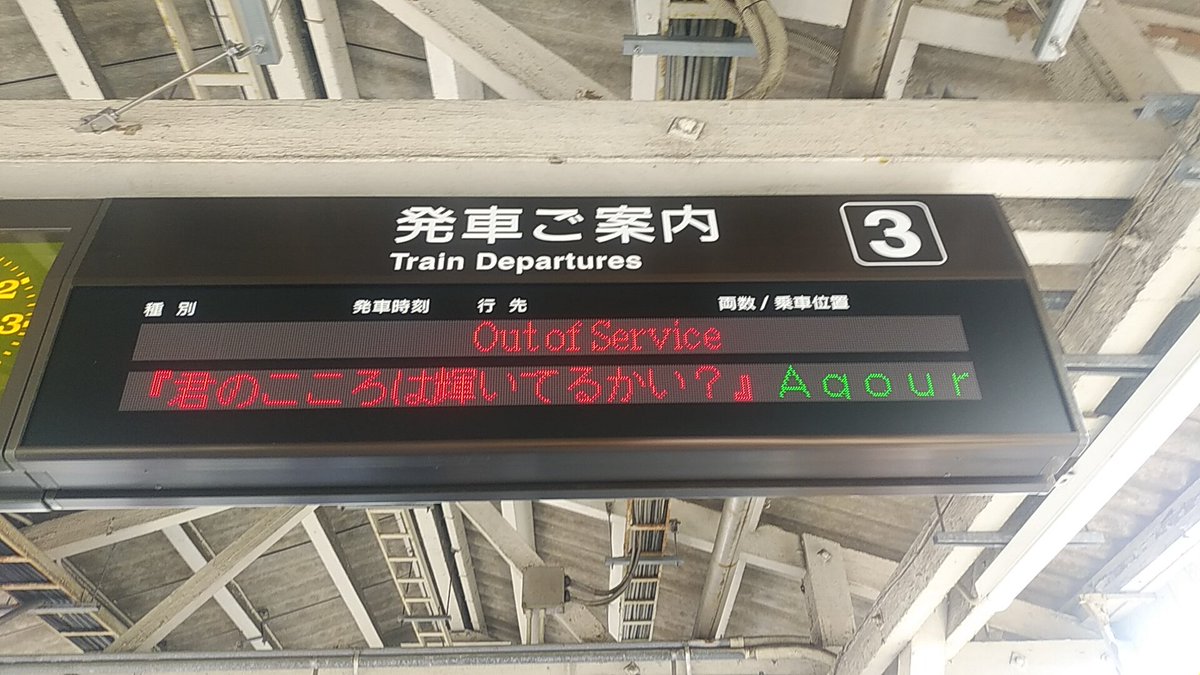 発車ご案内
Train Departures
3
種別 発車時刻 行先 両数/乗車位置
Out of Service
『君のこころは輝いてるかい？』Aqour
2
3